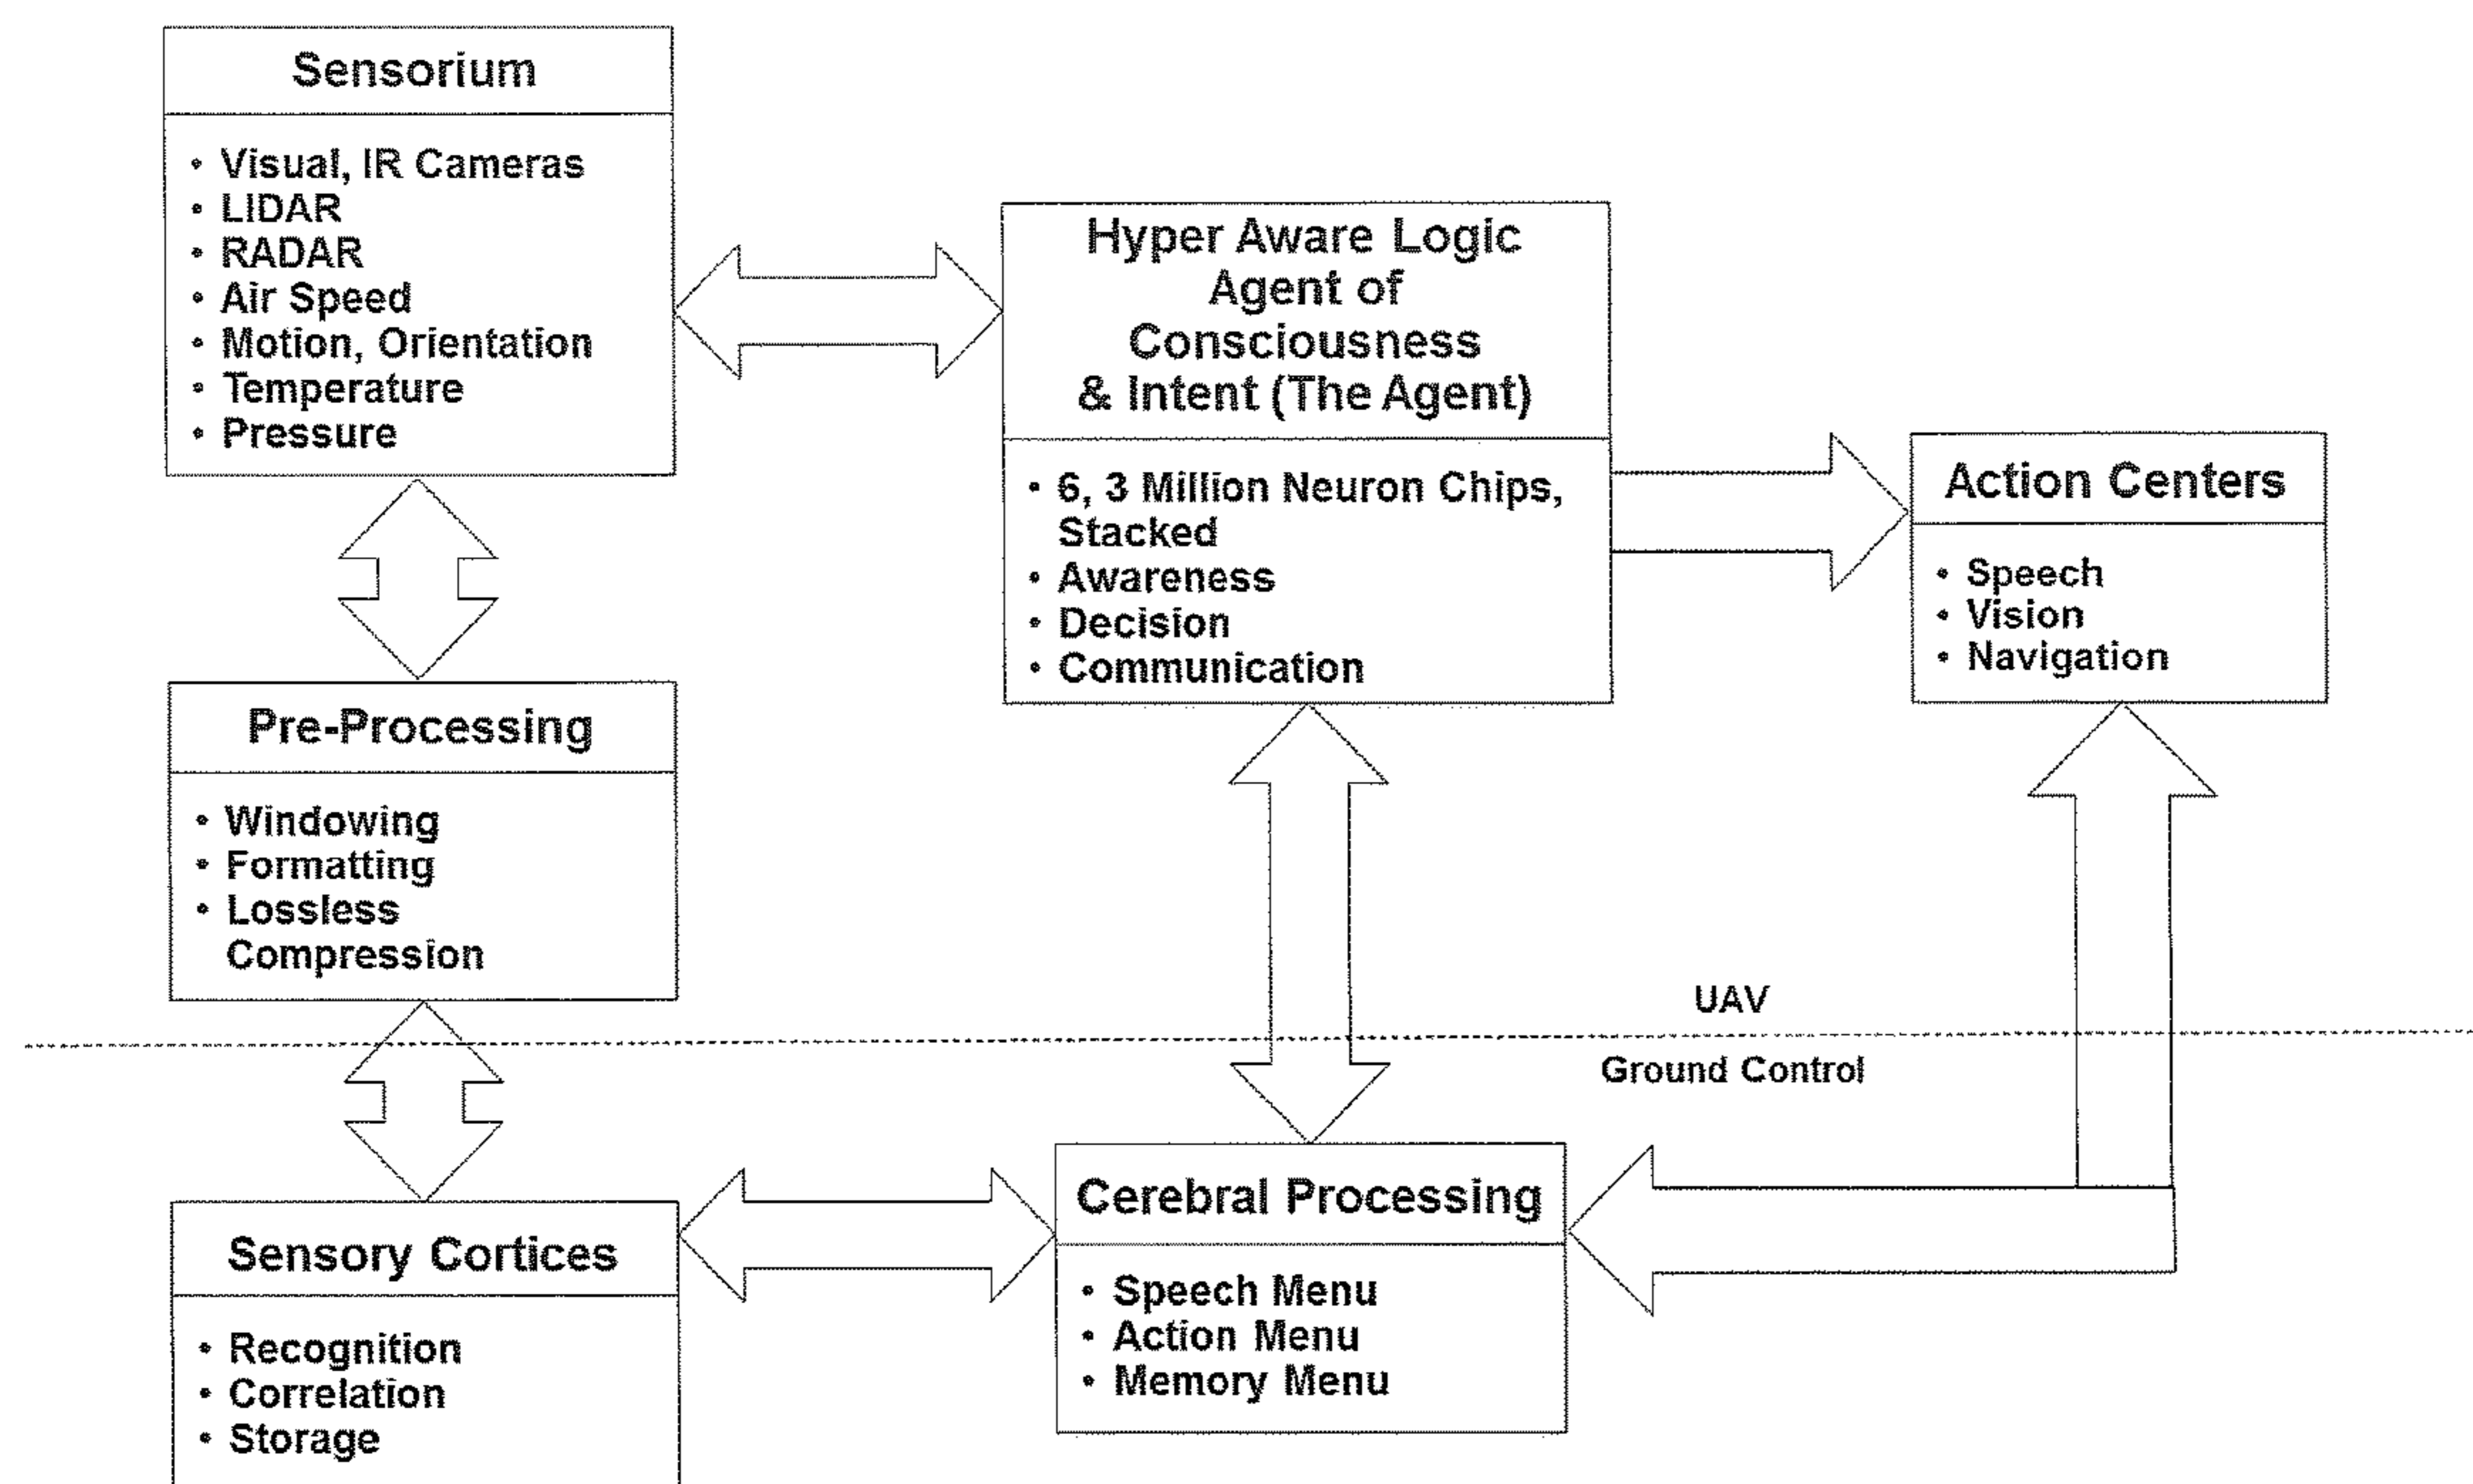 Sensorium
• Visual, IR Cameras
• LIDAR
• RADAR
• Air Speed
• Motion, Orientation
• Temperature
• Pressure
Hyper Aware Logic
Agent of
Consciousness
& Intent (The Agent)
• 6, 3 Million Neuron Chips,
Stacked
• Awareness
• Decision
• Communication
Action Centers
• Speech
• Vision
• Navigation
Pre-Processing
• Windowing
• Formatting
• Lossless
Compression
UAV
Ground Control
Sensory Cortices
• Recognition
• Correlation
• Storage
Cerebral Processing
• Speech Menu
• Action Menu
• Memory Menu